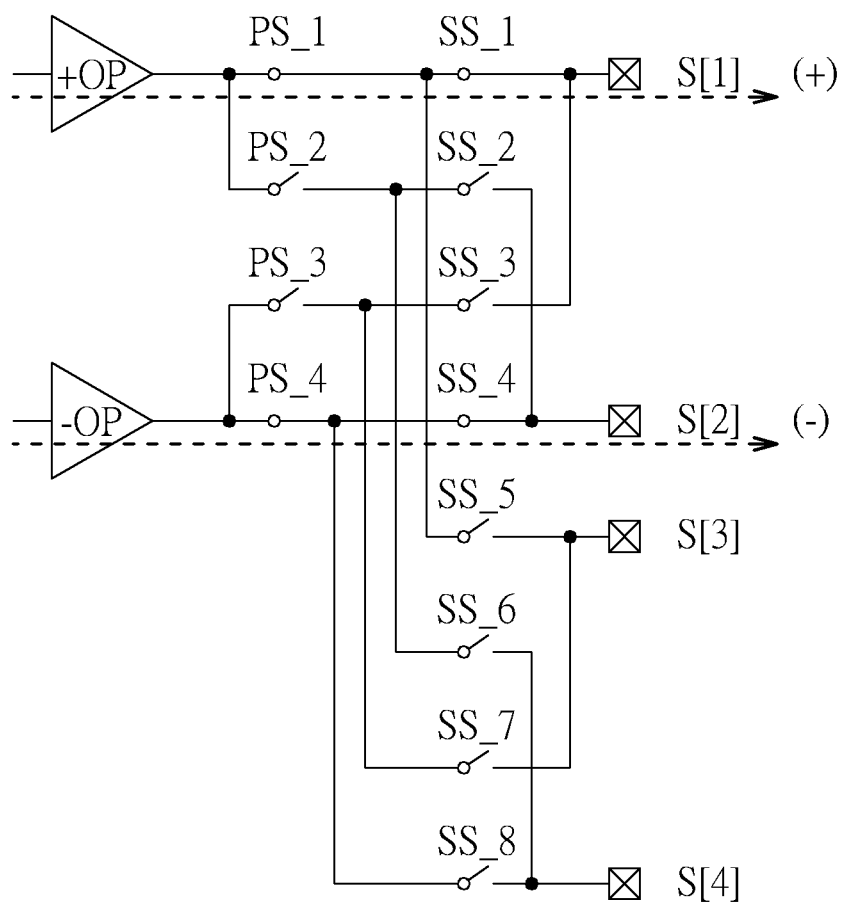 PS_1 SS_1
+OP S[1] (+)
PS_2 SS_2
PS_3 SS_3
PS_4 SS_4
-OP S[2] (-)
SS_5
S[3]
SS_6
SS_7
SS_8
S[4]